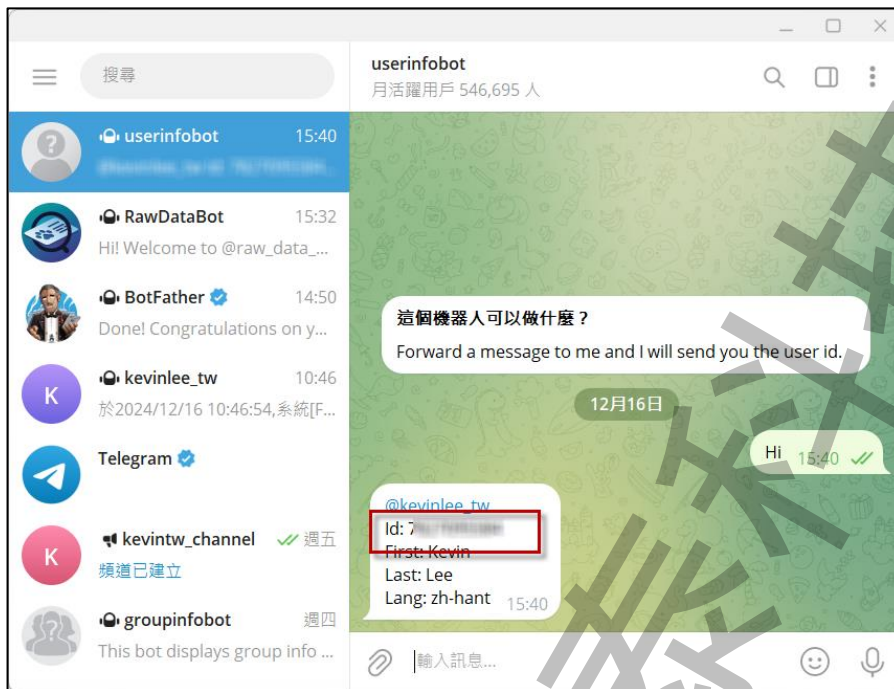 搜尋
userinfobot 15:40
RawDataBot 15:32
Hi! Welcome to @raw_data_...
BotFather 14:50
Done! Congratulations on y...
K
kevinlee_tw 10:46
於2024/12/16 10:46:54,系統[F...
Telegram
K
kevintw_channel 週五
頻道已建立
groupinfobot 週四
This bot displays group info ...
userinfobot
月活躍用戶 546,695 人
這個機器人可以做什麼？
Forward a message to me and I will send you the user id.
12月16日
Hi 15:40
@kevinlee_tw
Id: 7
First: Kevin
Last: Lee
Lang: zh-hant 15:40
輸入訊息...